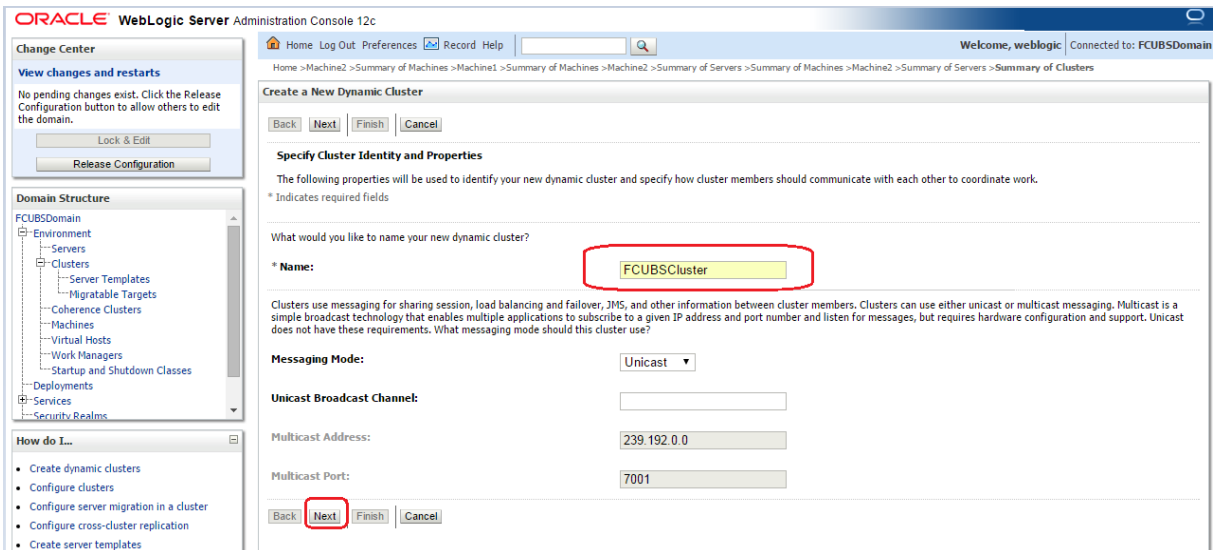 ORACLE WebLogic Server Administration Console 12c
Change Center
View changes and restarts
No pending changes exist. Click the Release
Configuration button to allow others to edit
the domain.
Lock & Edit
Release Configuration
Domain Structure
FCUBSDomain
Environment
Servers
Clusters
Server Templates
Migratable Targets
Coherence Clusters
Machines
Virtual Hosts
Work Managers
Startup and Shutdown Classes
Deployments
Services
Security Realms
How do I...
Create dynamic clusters
Configure clusters
Configure server migration in a cluster
Configure cross-cluster replication
Create server templates
Home Log Out Preferences Record Help
Welcome, weblogic Connected to: FCUBSDomain
Home >Machine2 >Summary of Machines >Machine1 >Summary of Machines >Machine2 >Summary of Servers >Summary of Machines >Machine2 >Summary of Servers >Summary of Clusters
Create a New Dynamic Cluster
Back Next Finish Cancel
Specify Cluster Identity and Properties
The following properties will be used to identify your new dynamic cluster and specify how cluster members should communicate with each other to coordinate work.
* Indicates required fields
What would you like to name your new dynamic cluster?
* Name: FCUBSCluster
Clusters use messaging for sharing session, load balancing and failover, JMS, and other information between cluster members. Clusters can use either unicast or multicast messaging. Multicast is a
simple broadcast technology that enables multiple applications to subscribe to a given IP address and port number and listen for messages, but requires hardware configuration and support. Unicast
does not have these requirements. What messaging mode should this cluster use?
Messaging Mode: Unicast
Unicast Broadcast Channel:
Multicast Address: 239.192.0.0
Multicast Port: 7001
Back Next Finish Cancel